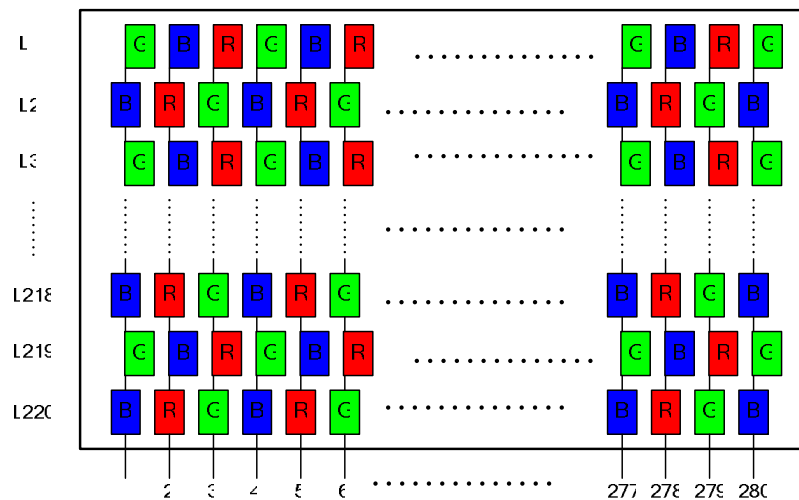 L G B R G B R G B R G
L2 B R G B R G B R G B
L3 G B R G B R G B R G
L218 B R G B R G B R G B
L219 G B R G B R G B R G
L220 B R G B R G B R G B
2 3 4 5 6 277 278 279 280